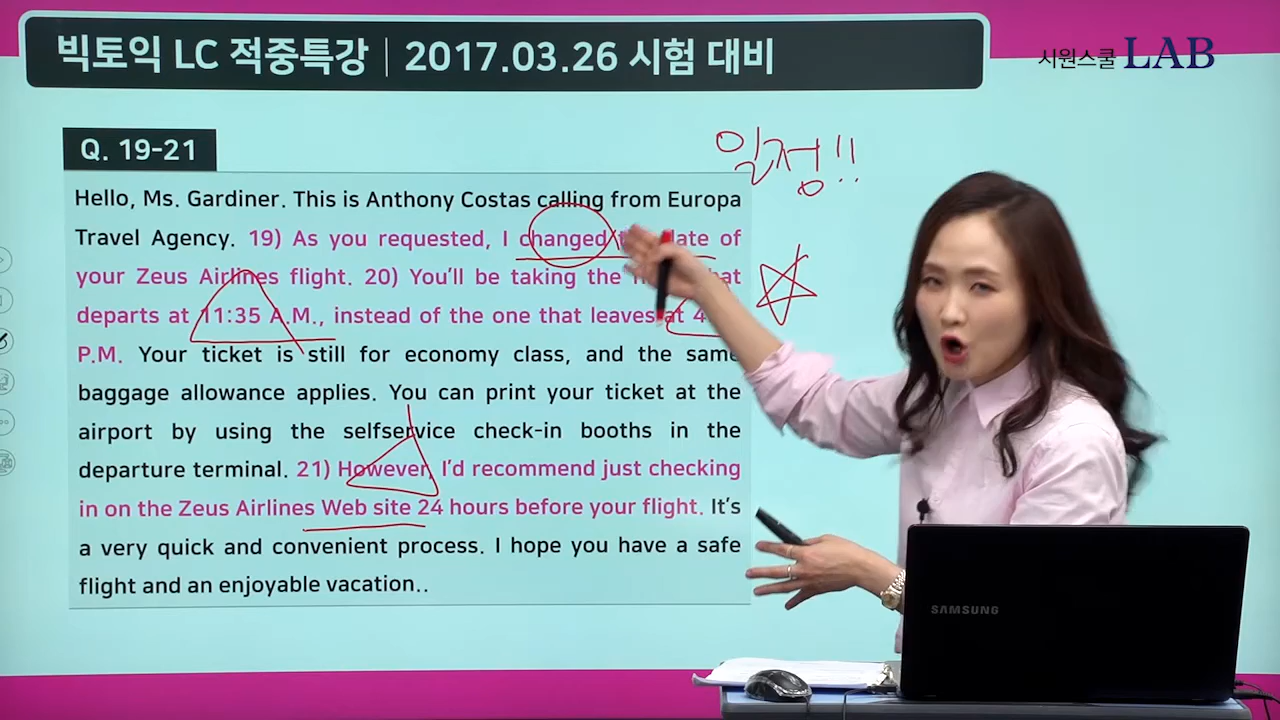 빅토익 LC 적중특강 | 2017.03.26 시험 대비
시원스쿨 LAB
일정!!
Q. 19-21
Hello, Ms. Gardiner. This is Anthony Costas calling from Europa
Travel Agency. 19) As you requested, I changed date of
your Zeus Airlines flight. 20) You'll be taking the that
departs at 11:35 A.M., instead of the one that leaves at 4
P.M. Your ticket is still for economy class, and the same
baggage allowance applies. You can print your ticket at the
airport by using the selfservice check-in booths in the
departure terminal. 21) However, I'd recommend just checking
in on the Zeus Airlines Web site 24 hours before your flight. It's
a very quick and convenient process. I hope you have a safe
flight and an enjoyable vacation..
SAMSUNG